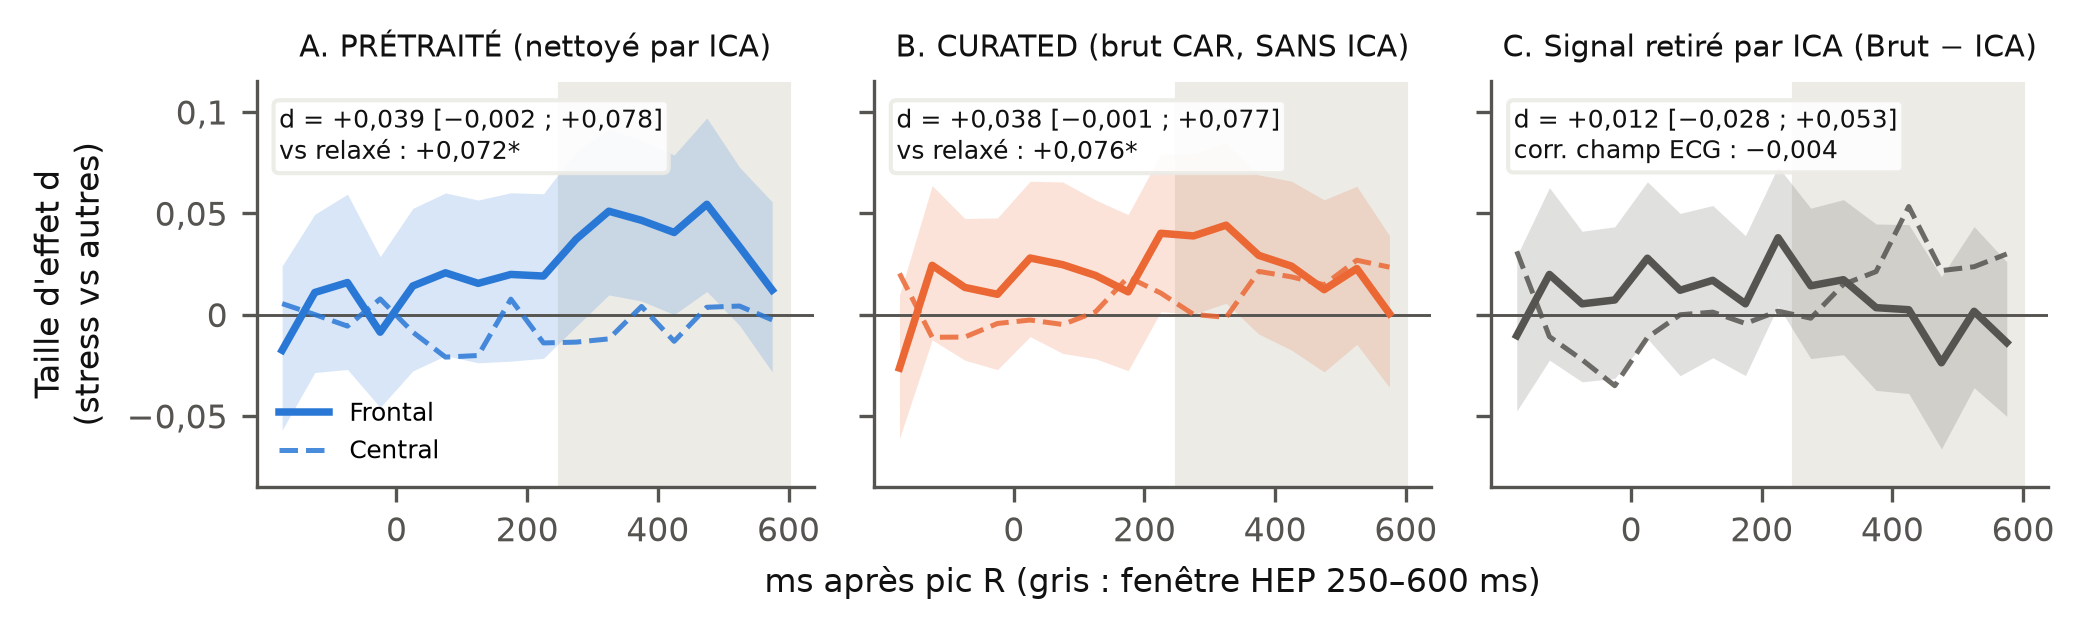 A. PRÉTRAITÉ (nettoyé par ICA)
B. CURATED (brut CAR, SANS ICA)
C. Signal retiré par ICA (Brut − ICA)
d = +0,039 [−0,002 ; +0,078]
vs relaxé : +0,072*
d = +0,038 [−0,001 ; +0,077]
vs relaxé : +0,076*
d = +0,012 [−0,028 ; +0,053]
corr. champ ECG : −0,004
Taille d'effet d
(stress vs autres)
0,1
0,05
0
−0,05
Frontal
Central
0 200 400 600
0 200 400 600
0 200 400 600
ms après pic R (gris : fenêtre HEP 250–600 ms)